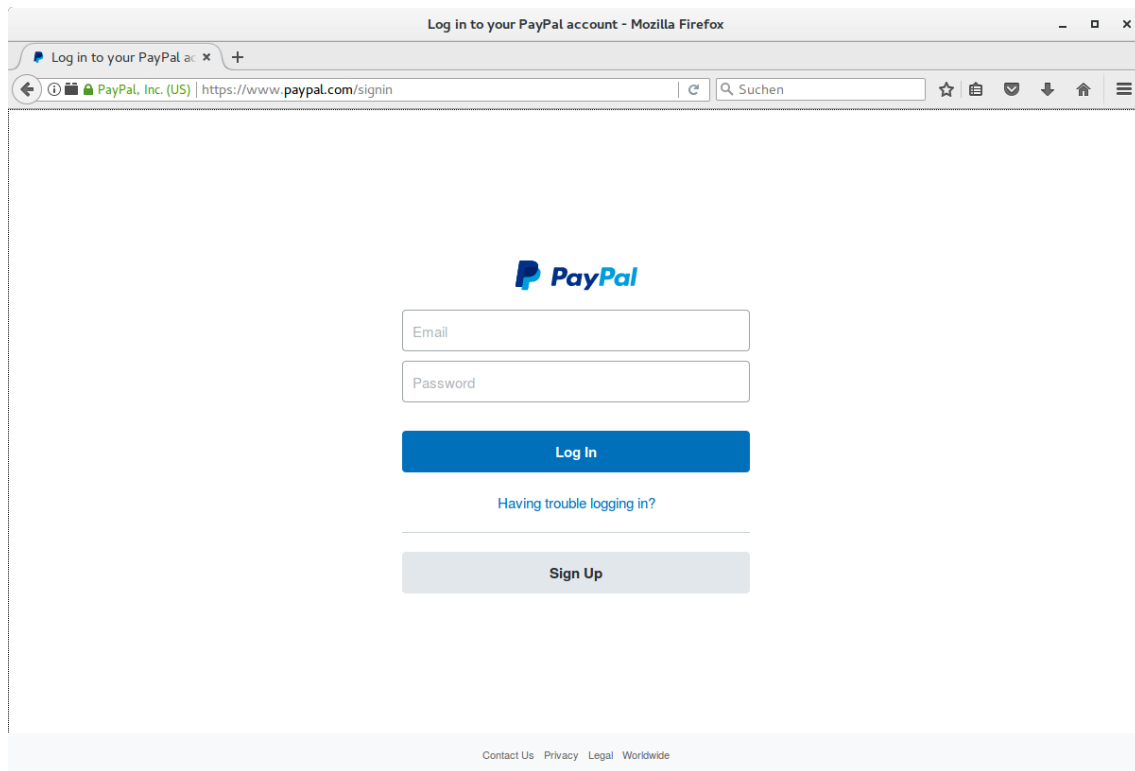 Log in to your PayPal account - Mozilla Firefox
Log in to your PayPal ac
PayPal, Inc. (US) https://www.paypal.com/signin Suchen
PayPal
Email
Password
Log In
Having trouble logging in?
Sign Up
Contact Us Privacy Legal Worldwide